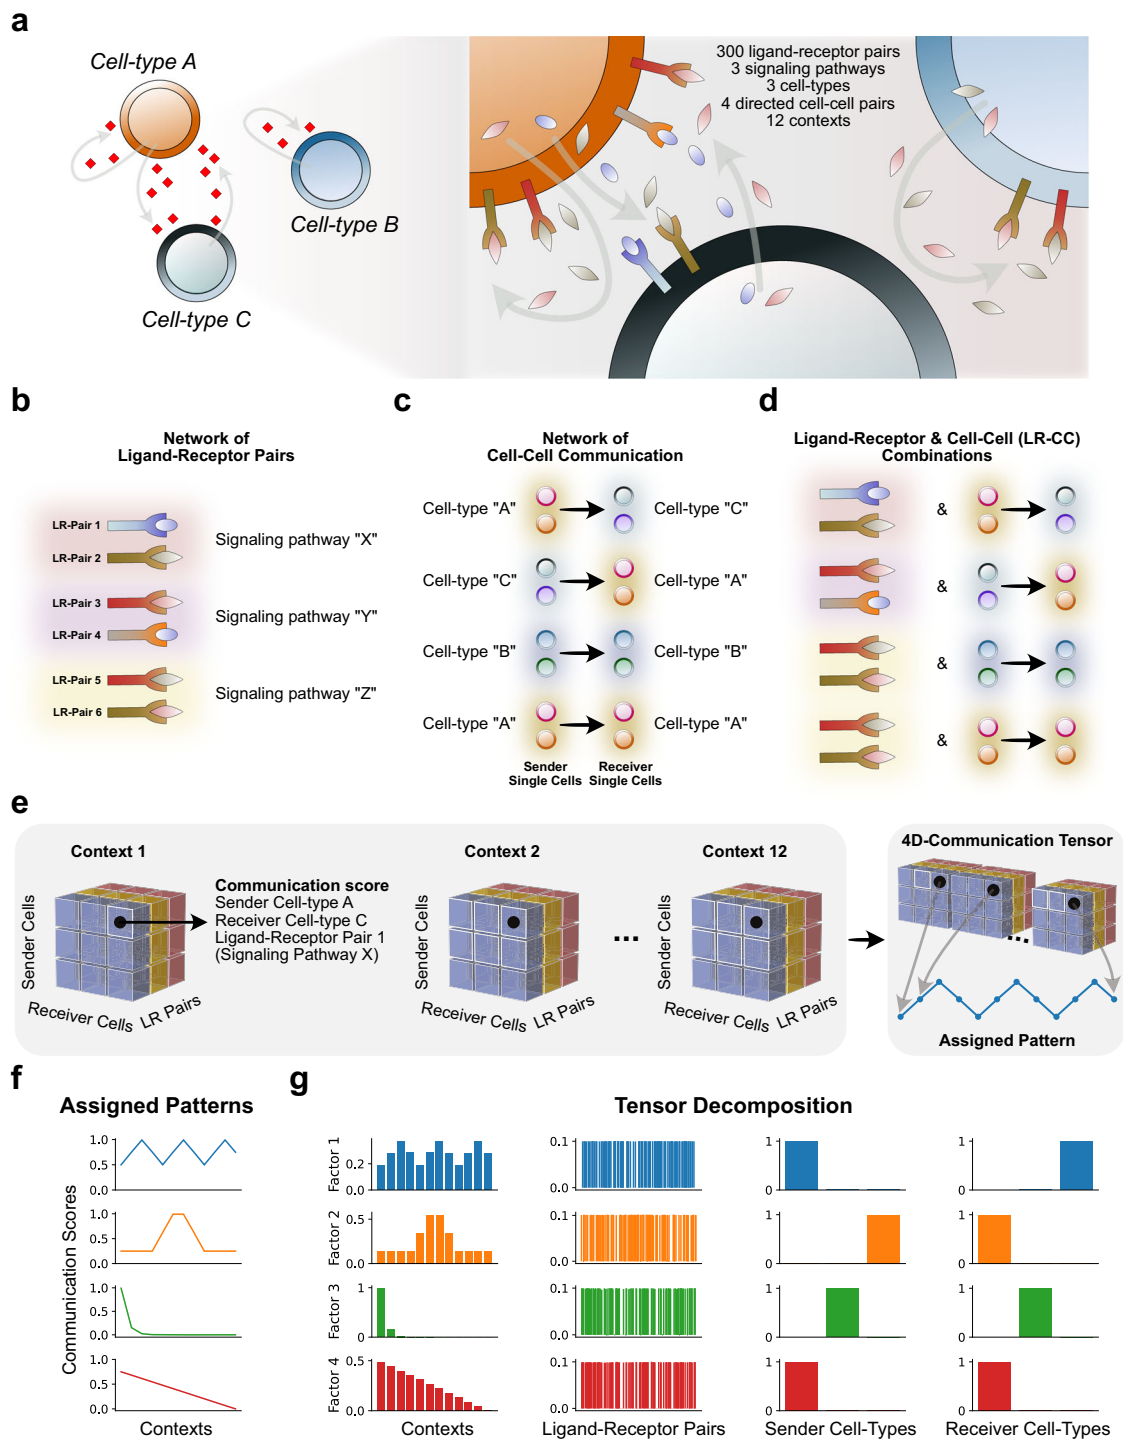 a
Cell-type A
Cell-type B
Cell-type C
300 ligand-receptor pairs
3 signaling pathways
3 cell-types
4 directed cell-cell pairs
12 contexts
b
Network of
Ligand-Receptor Pairs
LR-Pair 1
LR-Pair 2
Signaling pathway "X"
LR-Pair 3
LR-Pair 4
Signaling pathway "Y"
LR-Pair 5
LR-Pair 6
Signaling pathway "Z"
c
Network of
Cell-Cell Communication
Cell-type "A"
Cell-type "C"
Cell-type "C"
Cell-type "A"
Cell-type "B"
Cell-type "B"
Cell-type "A"
Cell-type "A"
Sender
Single Cells
Receiver
Single Cells
d
Ligand-Receptor & Cell-Cell (LR-CC)
Combinations
&
&
&
&
e
Context 1
Sender Cells
Receiver Cells
LR Pairs
Communication score
Sender Cell-type A
Receiver Cell-type C
Ligand-Receptor Pair 1
(Signaling Pathway X)
Context 2
Sender Cells
Receiver Cells
LR Pairs
...
Context 12
Sender Cells
Receiver Cells
LR Pairs
4D-Communication Tensor
...
Assigned Pattern
f
Assigned Patterns
Communication Scores
1.0
0.5
0.0
1.0
0.5
0.0
1.0
0.5
0.0
1.0
0.5
0.0
Contexts
g
Tensor Decomposition
Factor 1
0.2
0.0
0.1
0.0
1
0
1
0
Factor 2
0.5
0.0
0.1
0.0
1
0
1
0
Factor 3
1
0
0.1
0.0
1
0
1
0
Factor 4
0.5
0.0
0.1
0.0
1
0
1
0
Contexts
Ligand-Receptor Pairs
Sender Cell-Types
Receiver Cell-Types